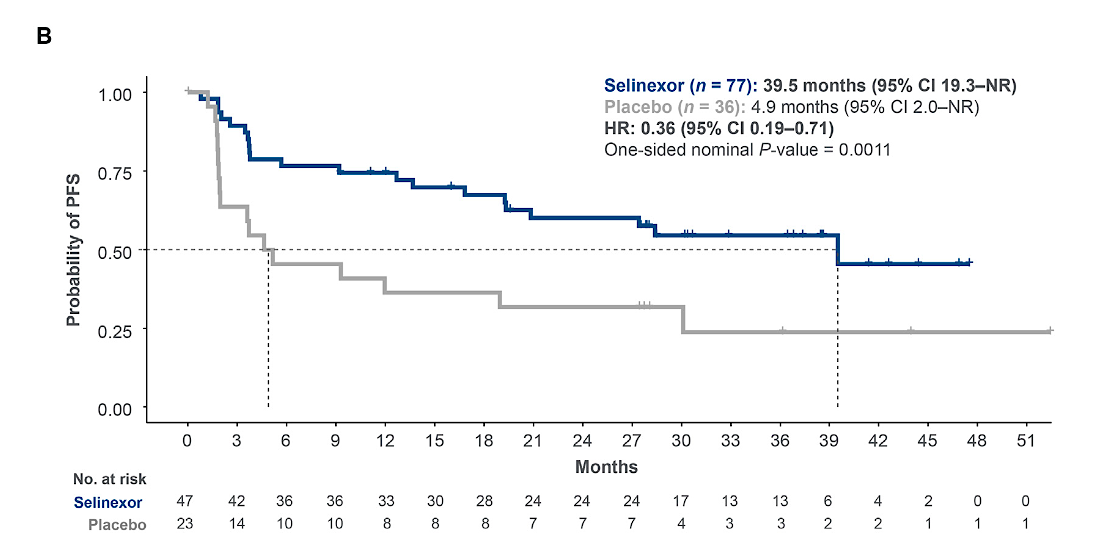 B
Selinexor (n = 77): 39.5 months (95% CI 19.3–NR)
Placebo (n = 36): 4.9 months (95% CI 2.0–NR)
HR: 0.36 (95% CI 0.19–0.71)
One-sided nominal P-value = 0.0011
Probability of PFS
1.00
0.75
0.50
0.25
0.00
0 3 6 9 12 15 18 21 24 27 30 33 36 39 42 45 48 51
Months
No. at risk
Selinexor 47 42 36 36 33 30 28 24 24 24 17 13 13 6 4 2 0 0
Placebo 23 14 10 10 8 8 8 7 7 7 4 3 3 2 2 1 1 1